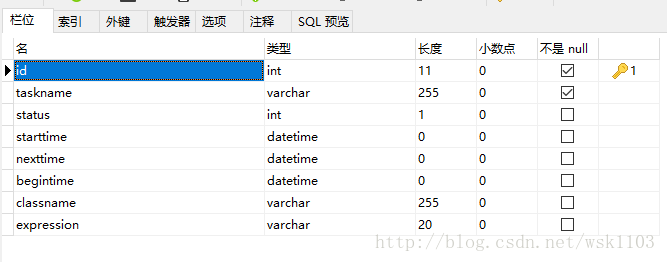 栏位 索引 外键 触发器 选项 注释 SQL 预览
名 类型 长度 小数点 不是 null
id int 11 0 1
taskname varchar 255 0
status int 1 0
starttime datetime 0 0
nexttime datetime 0 0
begintime datetime 0 0
classname varchar 255 0
expression varchar 20 0
http://blog.csdn.net/wsk1103